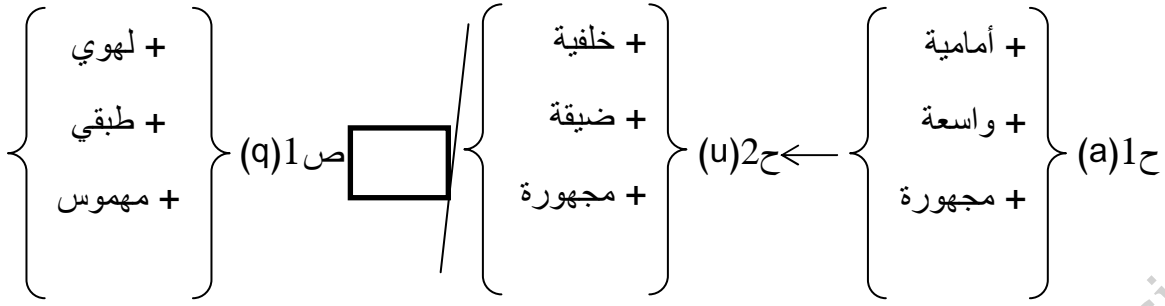 ح1(a) + أمامية + واسعة + مجهورة ← ح2(u) + خلفية + ضيقة + مجهورة / ص1(q) + لهوي + طبقي + مهموس